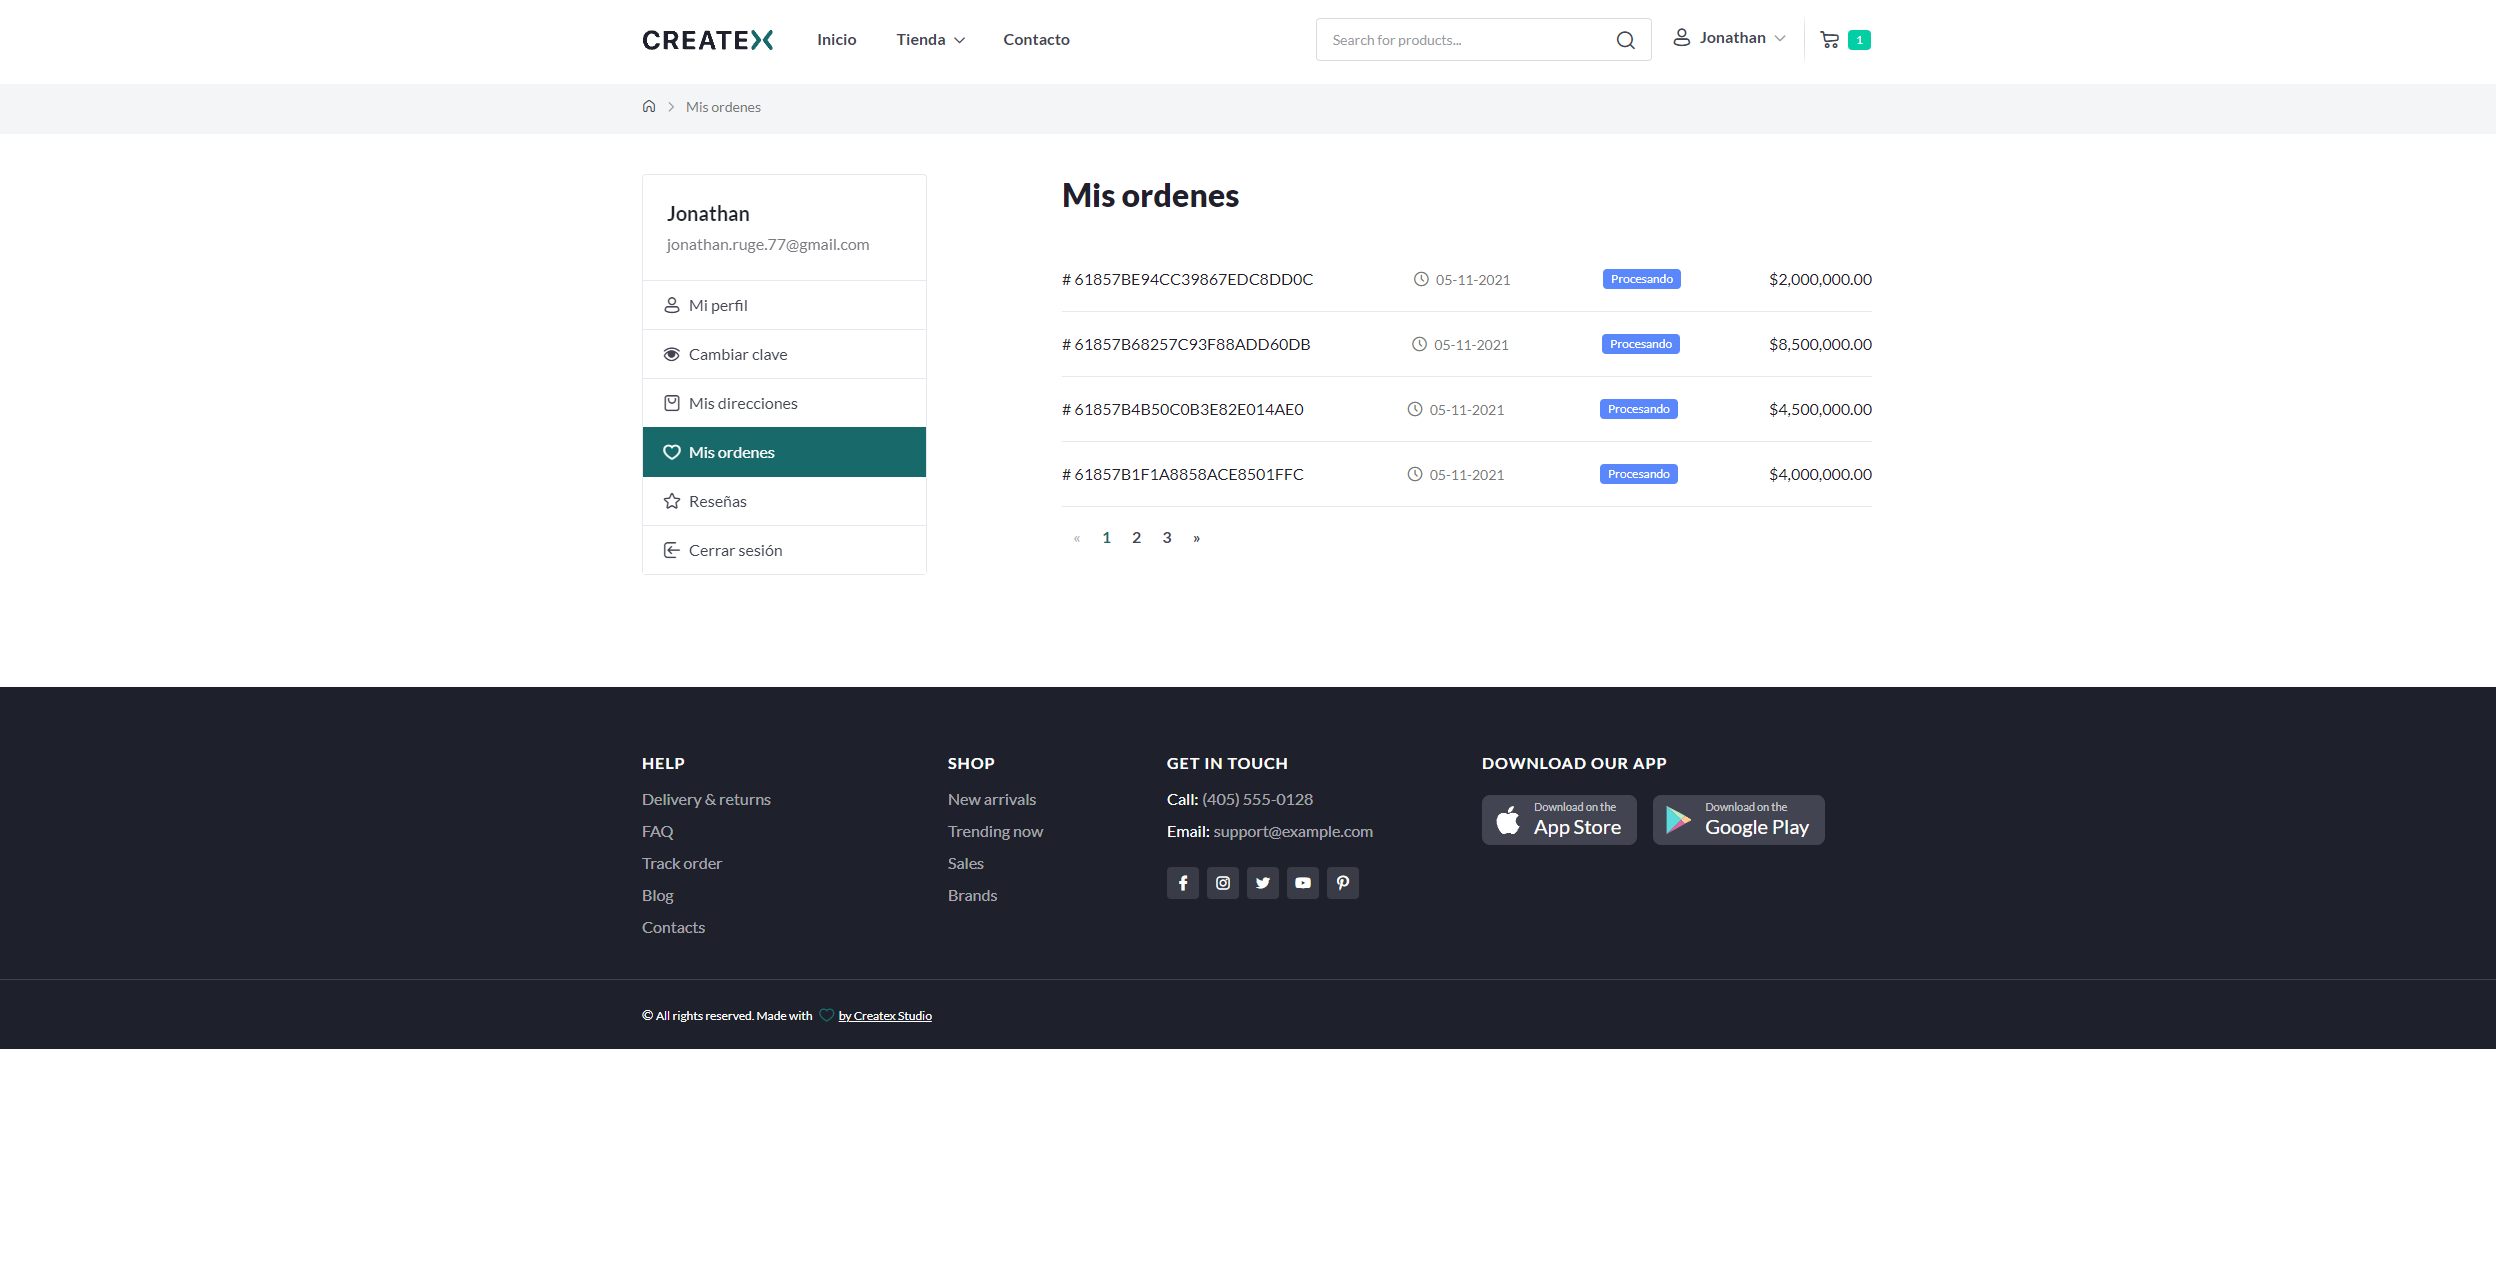 CREATEX Inicio Tienda Contacto Search for products... Jonathan 1
Mis ordenes
Jonathan
jonathan.ruge.77@gmail.com
Mi perfil
Cambiar clave
Mis direcciones
Mis ordenes
Reseñas
Cerrar sesión
Mis ordenes
# 61857BE94CC39867EDC8DD0C 05-11-2021 Procesando $2,000,000.00
# 61857B68257C93F88ADD60DB 05-11-2021 Procesando $8,500,000.00
# 61857B4B50C0B3E82E014AE0 05-11-2021 Procesando $4,500,000.00
# 61857B1F1A8858ACE8501FFC 05-11-2021 Procesando $4,000,000.00
« 1 2 3 »
HELP
Delivery & returns
FAQ
Track order
Blog
Contacts
SHOP
New arrivals
Trending now
Sales
Brands
GET IN TOUCH
Call: (405) 555-0128
Email: support@example.com
DOWNLOAD OUR APP
Download on the
App Store
Download on the
Google Play
© All rights reserved. Made with by Createx Studio